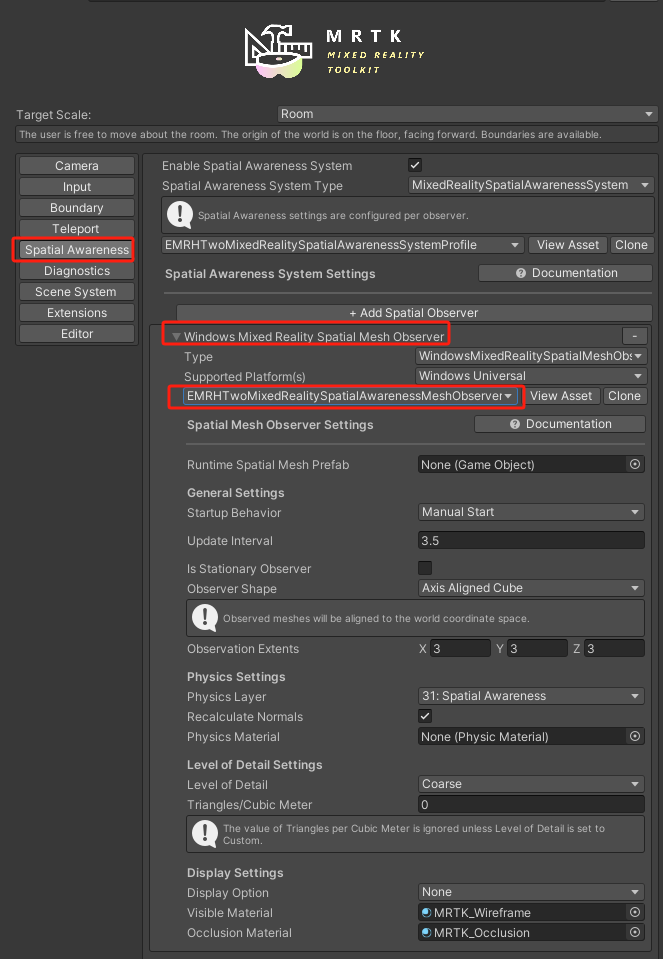 MRTK
MIXED REALITY
TOOLKIT
Target Scale: Room
The user is free to move about the room. The origin of the world is on the floor, facing forward. Boundaries are available.
Camera
Input
Boundary
Teleport
Spatial Awareness
Diagnostics
Scene System
Extensions
Editor
Enable Spatial Awareness System
Spatial Awareness System Type MixedRealitySpatialAwarenessSystem
Spatial Awareness settings are configured per observer.
EMRHTwoMixedRealitySpatialAwarenessSystemProfile View Asset Clone
Spatial Awareness System Settings Documentation
+ Add Spatial Observer
Windows Mixed Reality Spatial Mesh Observer -
Type WindowsMixedRealitySpatialMeshObs
Supported Platform(s) Windows Universal
EMRHTwoMixedRealitySpatialAwarenessMeshObserver View Asset Clone
Spatial Mesh Observer Settings Documentation
Runtime Spatial Mesh Prefab None (Game Object)
General Settings
Startup Behavior Manual Start
Update Interval 3.5
Is Stationary Observer
Observer Shape Axis Aligned Cube
Observed meshes will be aligned to the world coordinate space.
Observation Extents X 3 Y 3 Z 3
Physics Settings
Physics Layer 31: Spatial Awareness
Recalculate Normals
Physics Material None (Physic Material)
Level of Detail Settings
Level of Detail Coarse
Triangles/Cubic Meter 0
The value of Triangles per Cubic Meter is ignored unless Level of Detail is set to
Custom.
Display Settings
Display Option None
Visible Material MRTK_Wireframe
Occlusion Material MRTK_Occlusion